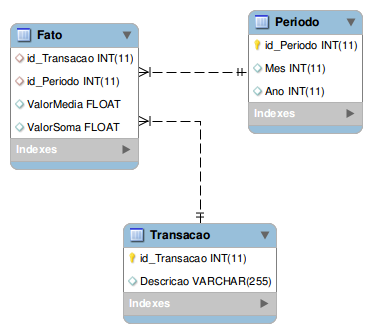 Fato
id_Transacao INT(11)
id_Periodo INT(11)
ValorMedia FLOAT
ValorSoma FLOAT
Indexes
Periodo
id_Periodo INT(11)
Mes INT(11)
Ano INT(11)
Indexes
Transacao
id_Transacao INT(11)
Descricao VARCHAR(255)
Indexes